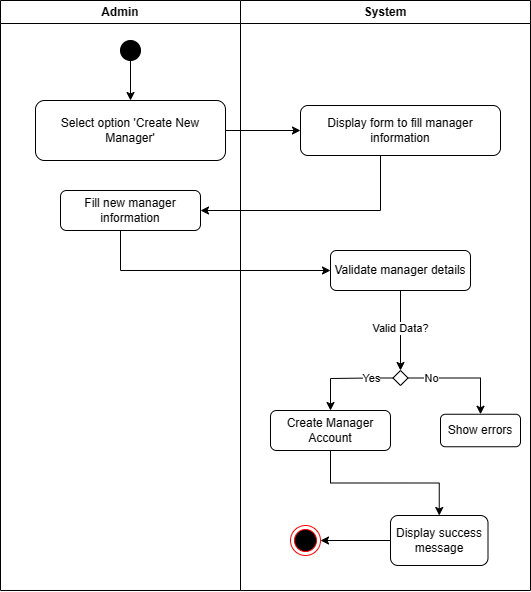 Admin
System
Select option 'Create New
Manager'
Display form to fill manager
information
Fill new manager
information
Validate manager details
Valid Data?
Yes
No
Create Manager
Account
Show errors
Display success
message